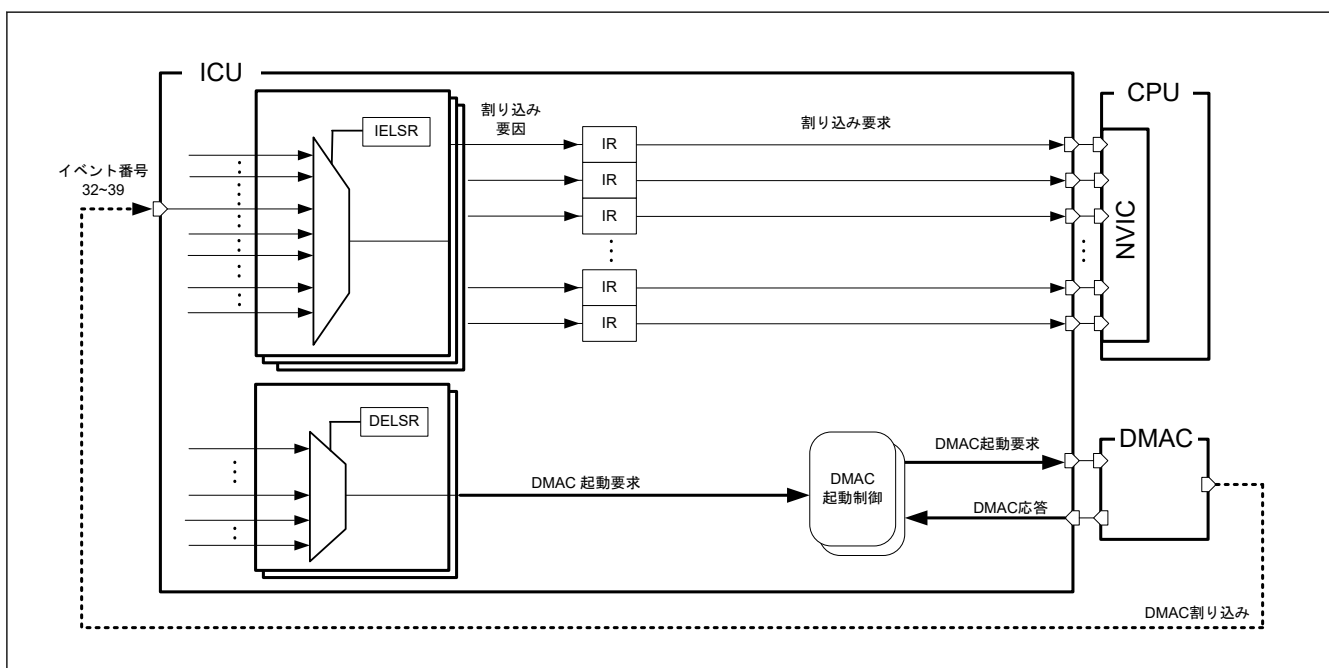 ICU
CPU
イベント番号
32~39
IELSR
割り込み
要因
割り込み要求
IR
IR
IR
IR
IR
NVIC
DELSR
DMAC 起動要求
DMAC
起動制御
DMAC起動要求
DMAC応答
DMAC
DMAC割り込み